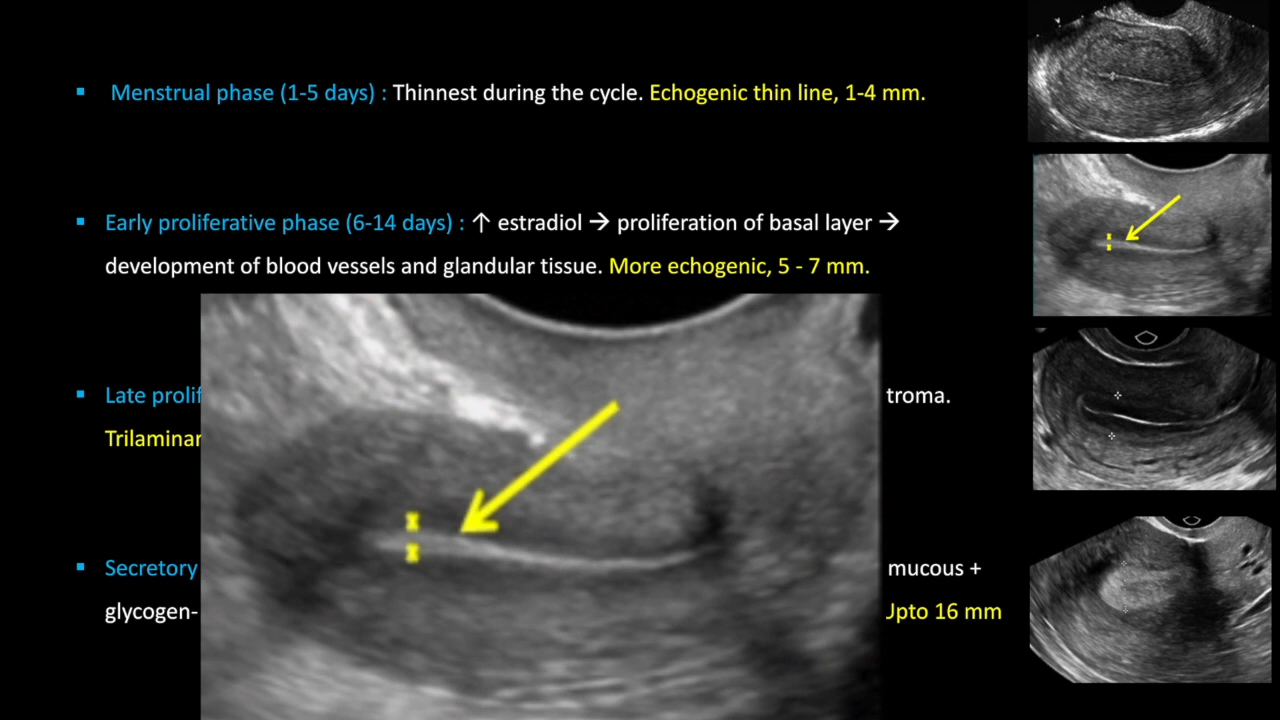 ▪ Menstrual phase (1-5 days) : Thinnest during the cycle. Echogenic thin line, 1-4 mm.
▪ Early proliferative phase (6-14 days) : ↑ estradiol → proliferation of basal layer →
development of blood vessels and glandular tissue. More echogenic, 5 - 7 mm.
▪ Late prolif troma.
Trilaminar
▪ Secretory mucous +
glycogen- Upto 16 mm